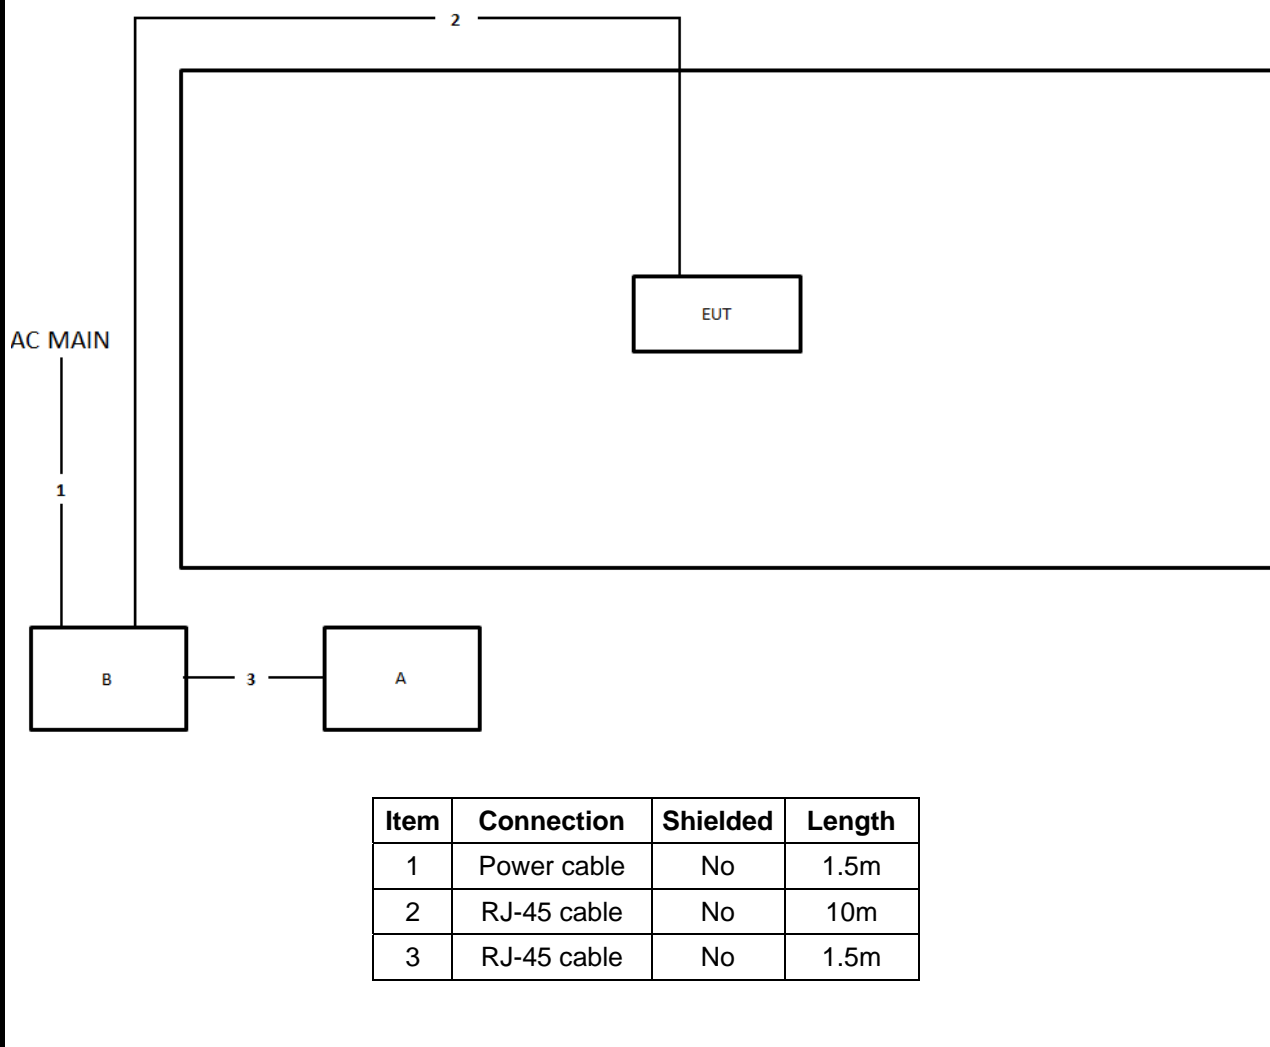 2
EUT
AC MAIN
1
B
3
A
Item Connection Shielded Length
1 Power cable No 1.5m
2 RJ-45 cable No 10m
3 RJ-45 cable No 1.5m